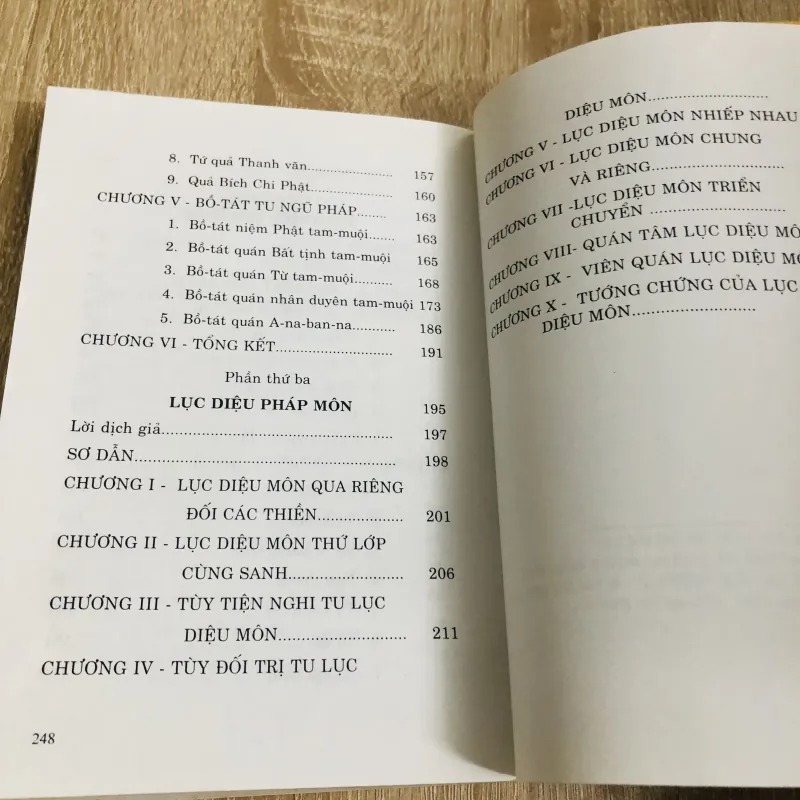 8. Tứ quả Thanh văn..................... 157
9. Quả Bích Chi Phật..................... 160
CHƯƠNG V - BỒ-TÁT TU NGŨ PHÁP........ 163
1. Bồ-tát niệm Phật tam-muội....... 163
2. Bồ-tát quán Bất tịnh tam-muội 165
3. Bồ-tát quán Từ tam-muội.......... 168
4. Bồ-tát quán nhân duyên tam-muội 173
5. Bồ-tát quán A-na-ban-na........... 186
CHƯƠNG VI - TỔNG KẾT............................. 191
Phần thứ ba
LỤC DIỆU PHÁP MÔN 195
Lời dịch giả........................................................ 197
SƠ DẪN................................................................ 198
CHƯƠNG I - LỤC DIỆU MÔN QUA RIÊNG
ĐỐI CÁC THIỀN..................... 201
CHƯƠNG II - LỤC DIỆU MÔN THỨ LỚP
CÙNG SANH........................... 206
CHƯƠNG III - TÙY TIỆN NGHI TU LỤC
DIỆU MÔN.............................. 211
CHƯƠNG IV - TÙY ĐỐI TRỊ TU LỤC
248
DIỆU MÔN............................
CHƯƠNG V - LỤC DIỆU MÔN NHIẾP NHAU
CHƯƠNG VI - LỤC DIỆU MÔN CHUNG
VÀ RIÊNG..............................
CHƯƠNG VII -LỤC DIỆU MÔN TRIỂN
CHUYỂN ..............................
CHƯƠNG VIII- QUÁN TÂM LỤC DIỆU
CHƯƠNG IX - VIÊN QUÁN LỤC DIỆU
CHƯƠNG X - TƯỚNG CHỨNG CỦA LỤC
DIỆU MÔN............................